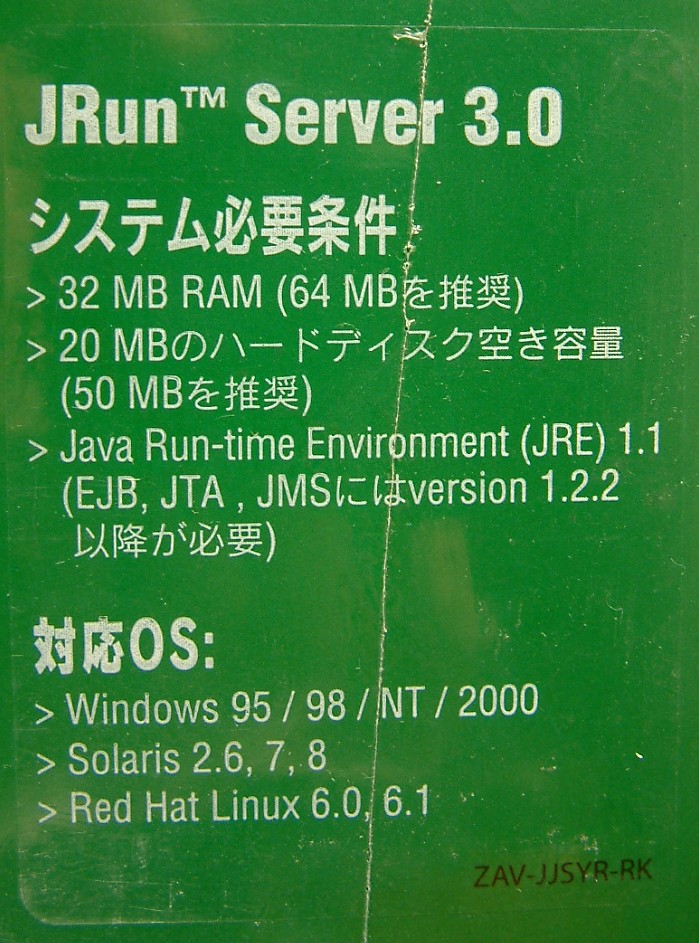 JRun™ Server 3.0
システム必要条件
> 32 MB RAM (64 MBを推奨)
> 20 MBのハードディスク空き容量
(50 MBを推奨)
> Java Run-time Environment (JRE) 1.1
(EJB, JTA , JMSにはversion 1.2.2
以降が必要)
対応OS:
> Windows 95 / 98 / NT / 2000
> Solaris 2.6, 7, 8
> Red Hat Linux 6.0, 6.1
ZAV-JJSYR-RK